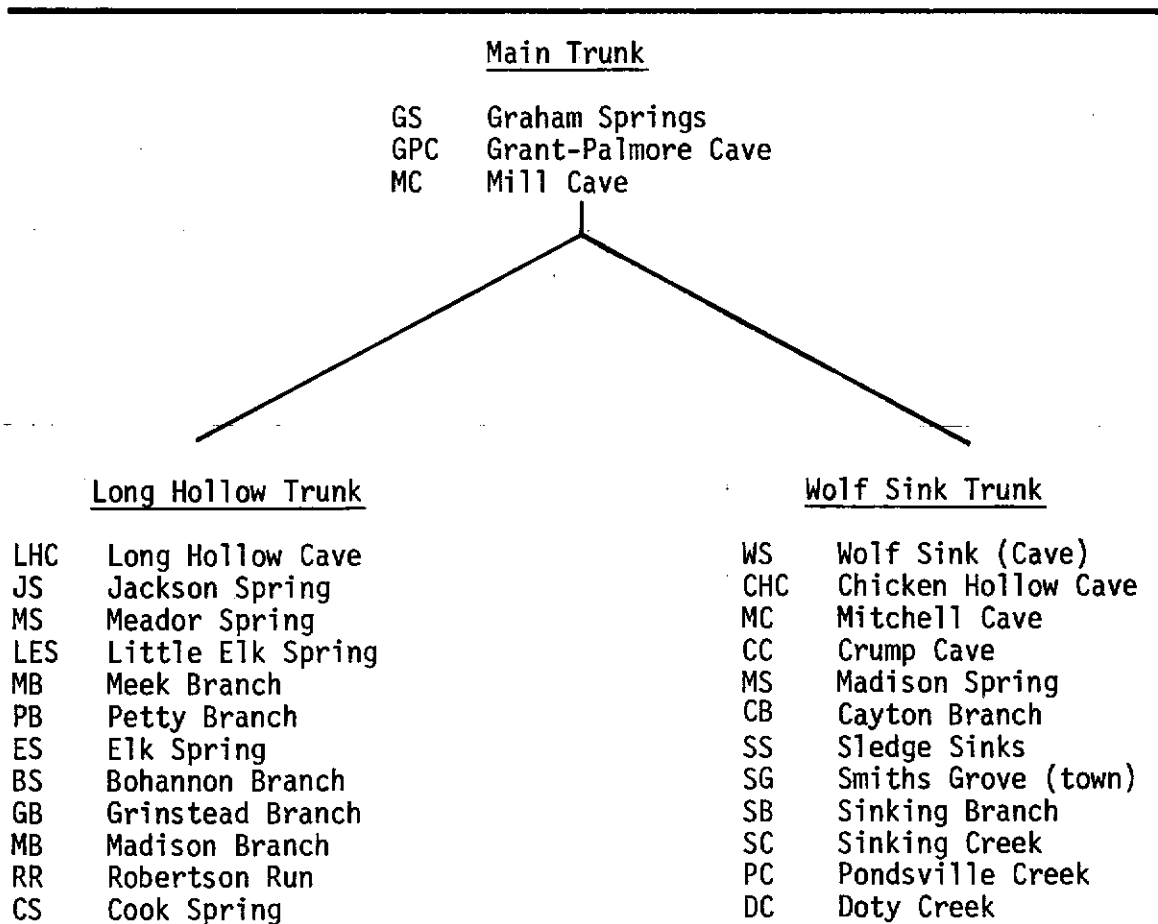 Main Trunk
GS Graham Springs
GPC Grant-Palmore Cave
MC Mill Cave
Long Hollow Trunk
LHC Long Hollow Cave
JS Jackson Spring
MS Meador Spring
LES Little Elk Spring
MB Meek Branch
PB Petty Branch
ES Elk Spring
BS Bohannon Branch
GB Grinstead Branch
MB Madison Branch
RR Robertson Run
CS Cook Spring
Wolf Sink Trunk
WS Wolf Sink (Cave)
CHC Chicken Hollow Cave
MC Mitchell Cave
CC Crump Cave
MS Madison Spring
CB Cayton Branch
SS Sledge Sinks
SG Smiths Grove (town)
SB Sinking Branch
SC Sinking Creek
PC Pondsville Creek
DC Doty Creek